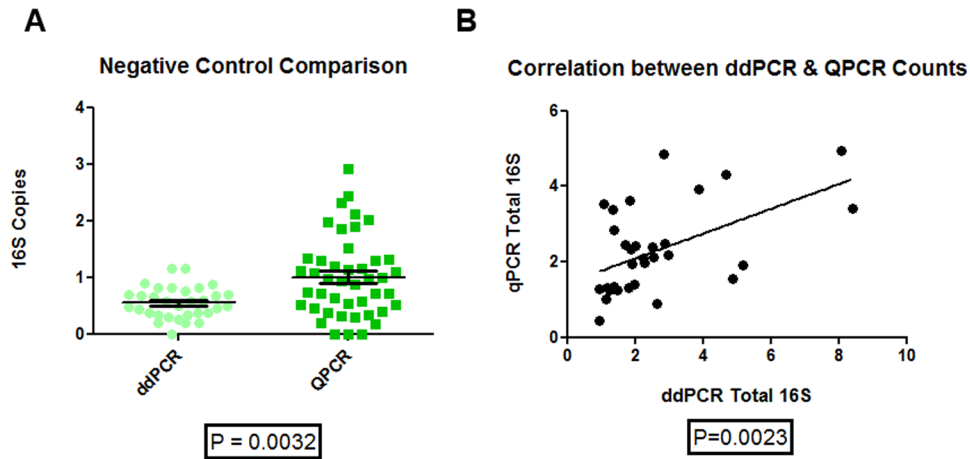 A
Negative Control Comparison
16S Copies
4
3
2
1
0
ddPCR
QPCR
P = 0.0032
B
Correlation between ddPCR & QPCR Counts
qPCR Total 16S
6
4
2
0
0 2 4 6 8 10
ddPCR Total 16S
P=0.0023